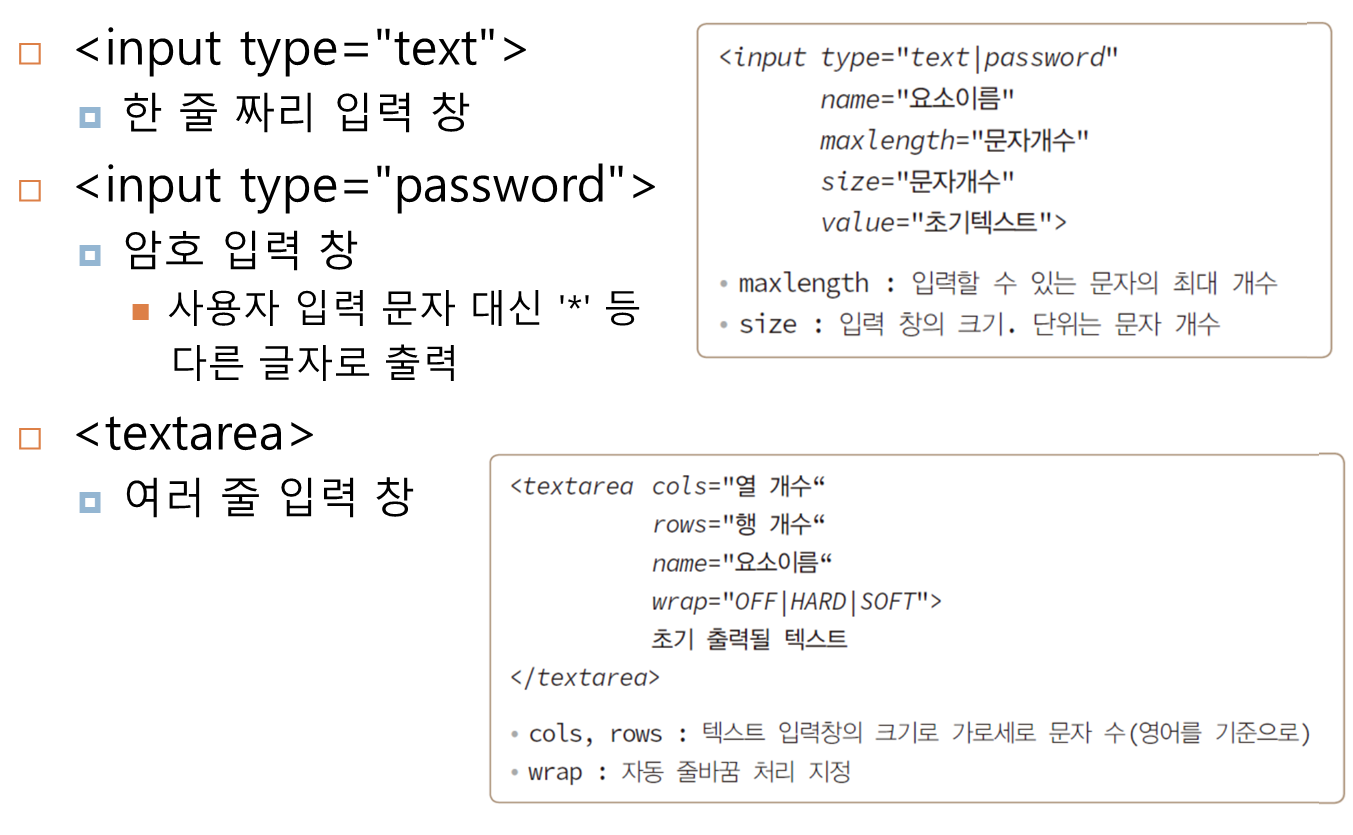 <input type="text">
한 줄 짜리 입력 창
<input type="password">
암호 입력 창
사용자 입력 문자 대신 '*' 등
다른 글자로 출력
<textarea>
여러 줄 입력 창
<input type="text|password"
name="요소이름"
maxlength="문자개수"
size="문자개수"
value="초기텍스트">
• maxlength : 입력할 수 있는 문자의 최대 개수
• size : 입력 창의 크기. 단위는 문자 개수
<textarea cols="열 개수“
rows="행 개수“
name="요소이름“
wrap="OFF|HARD|SOFT">
초기 출력될 텍스트
</textarea>
• cols, rows : 텍스트 입력창의 크기로 가로세로 문자 수(영어를 기준으로)
• wrap : 자동 줄바꿈 처리 지정